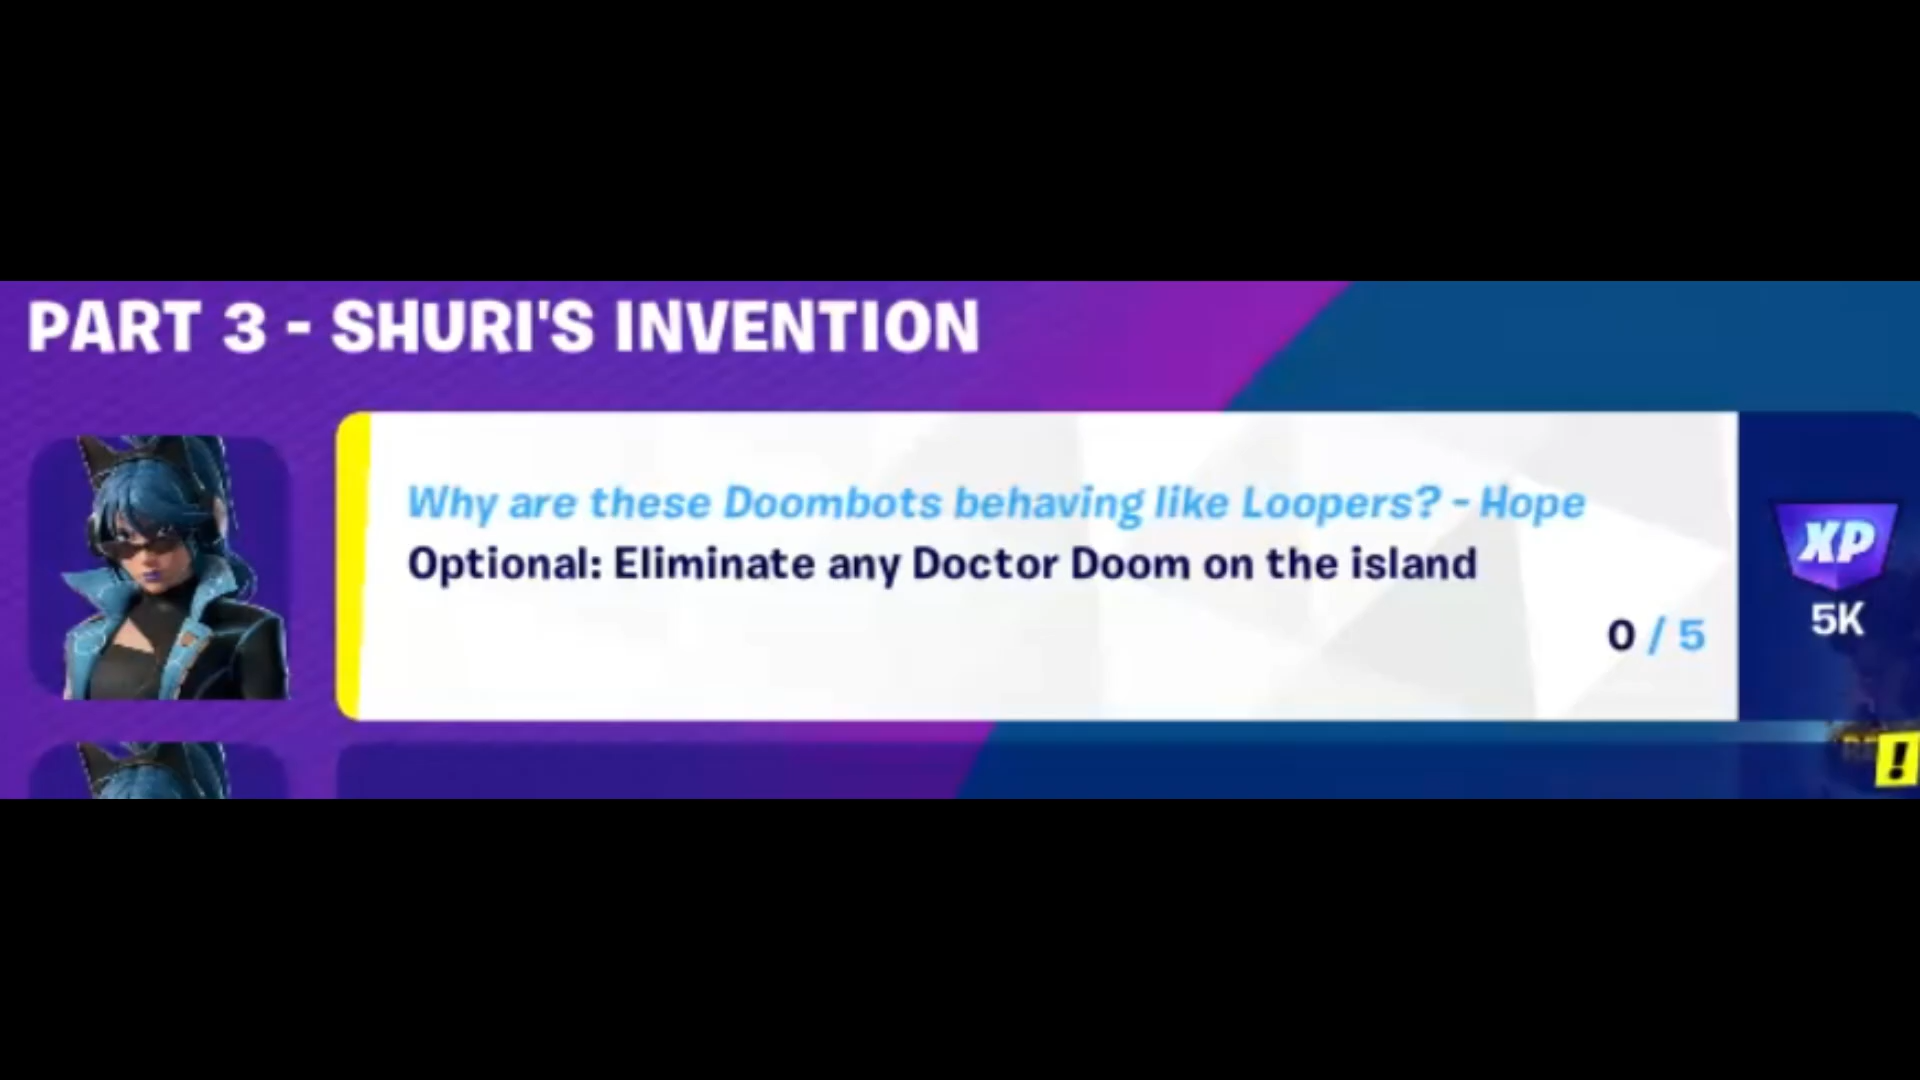 PART 3 - SHURI'S INVENTION
Why are these Doombots behaving like Loopers? - Hope
Optional: Eliminate any Doctor Doom on the island
0 / 5
XP
5K
!